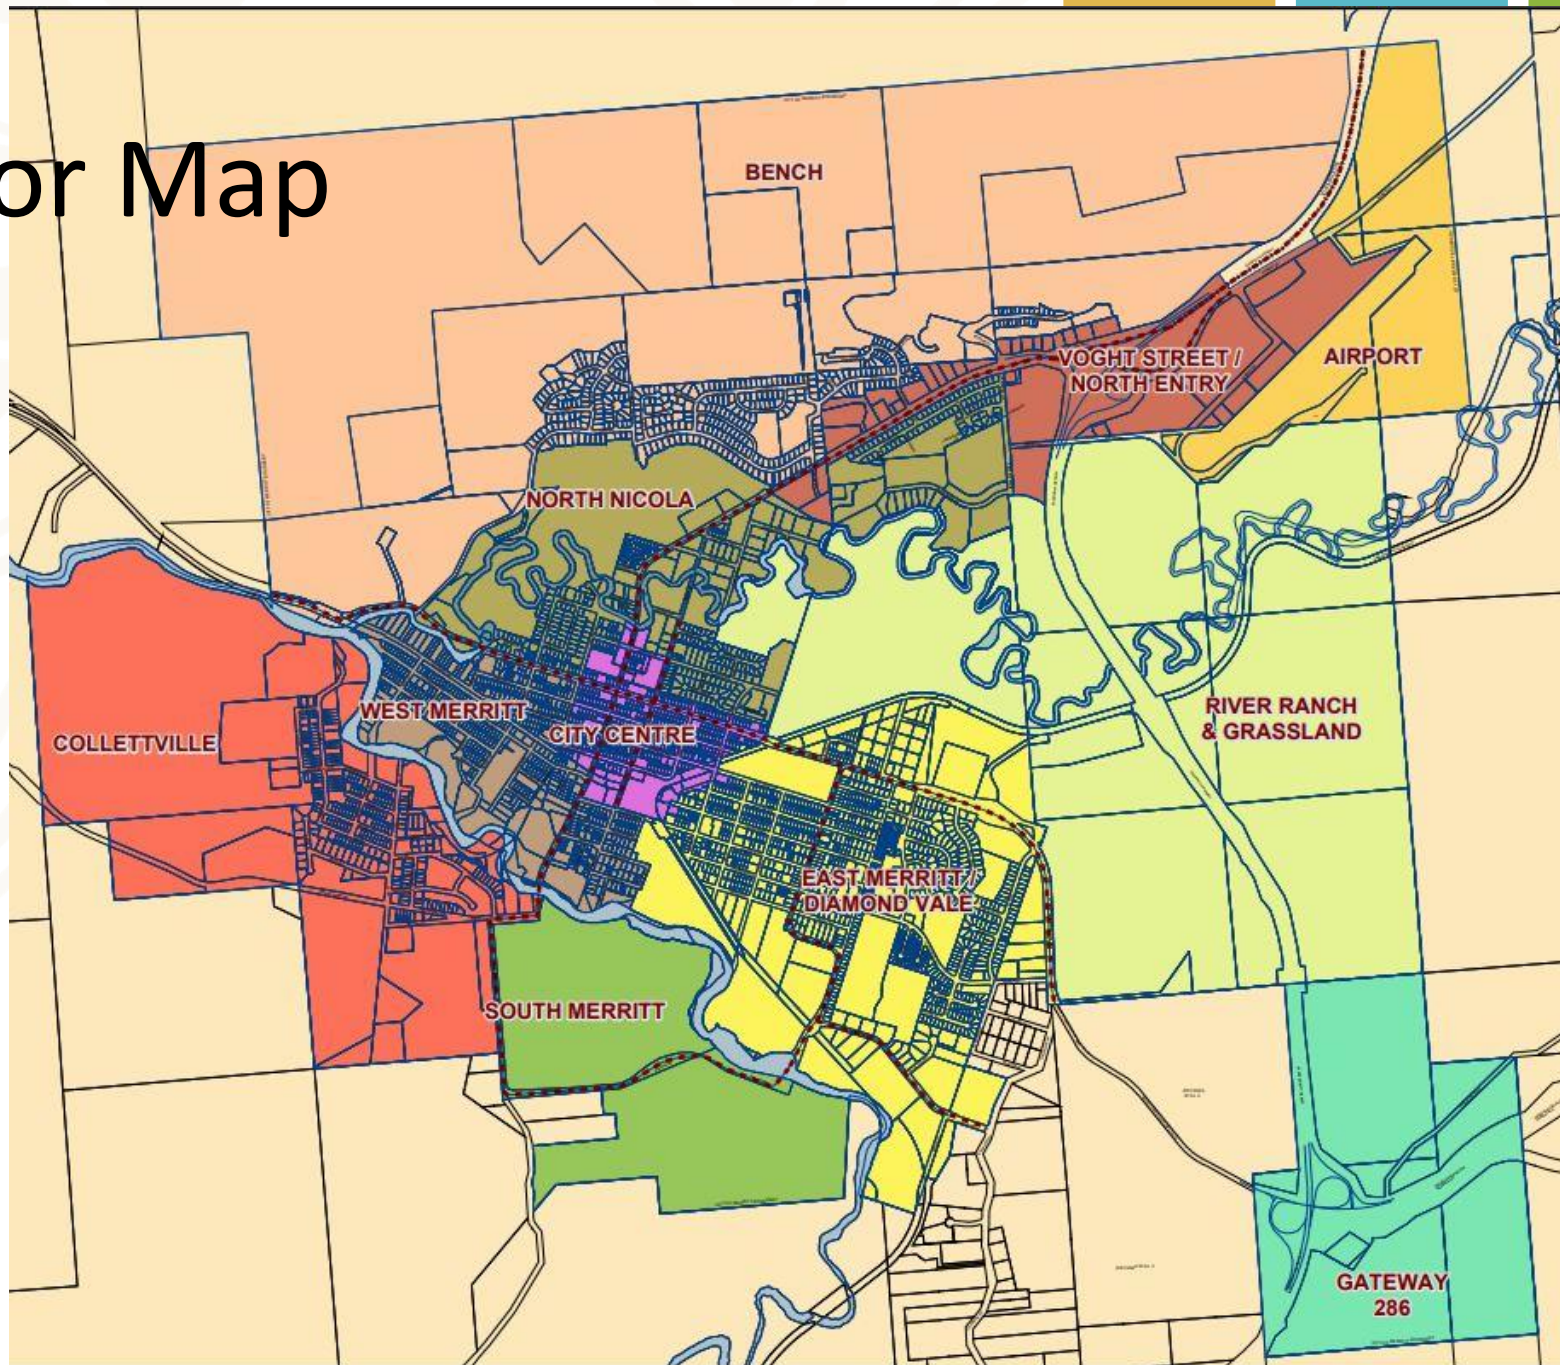 or Map
BENCH
VOGHT STREET /
NORTH ENTRY
AIRPORT
NORTH NICOLA
WEST MERRITT
CITY CENTRE
COLLETTVILLE
RIVER RANCH
& GRASSLAND
EAST MERRITT /
DIAMOND VALE
SOUTH MERRITT
GATEWAY
286